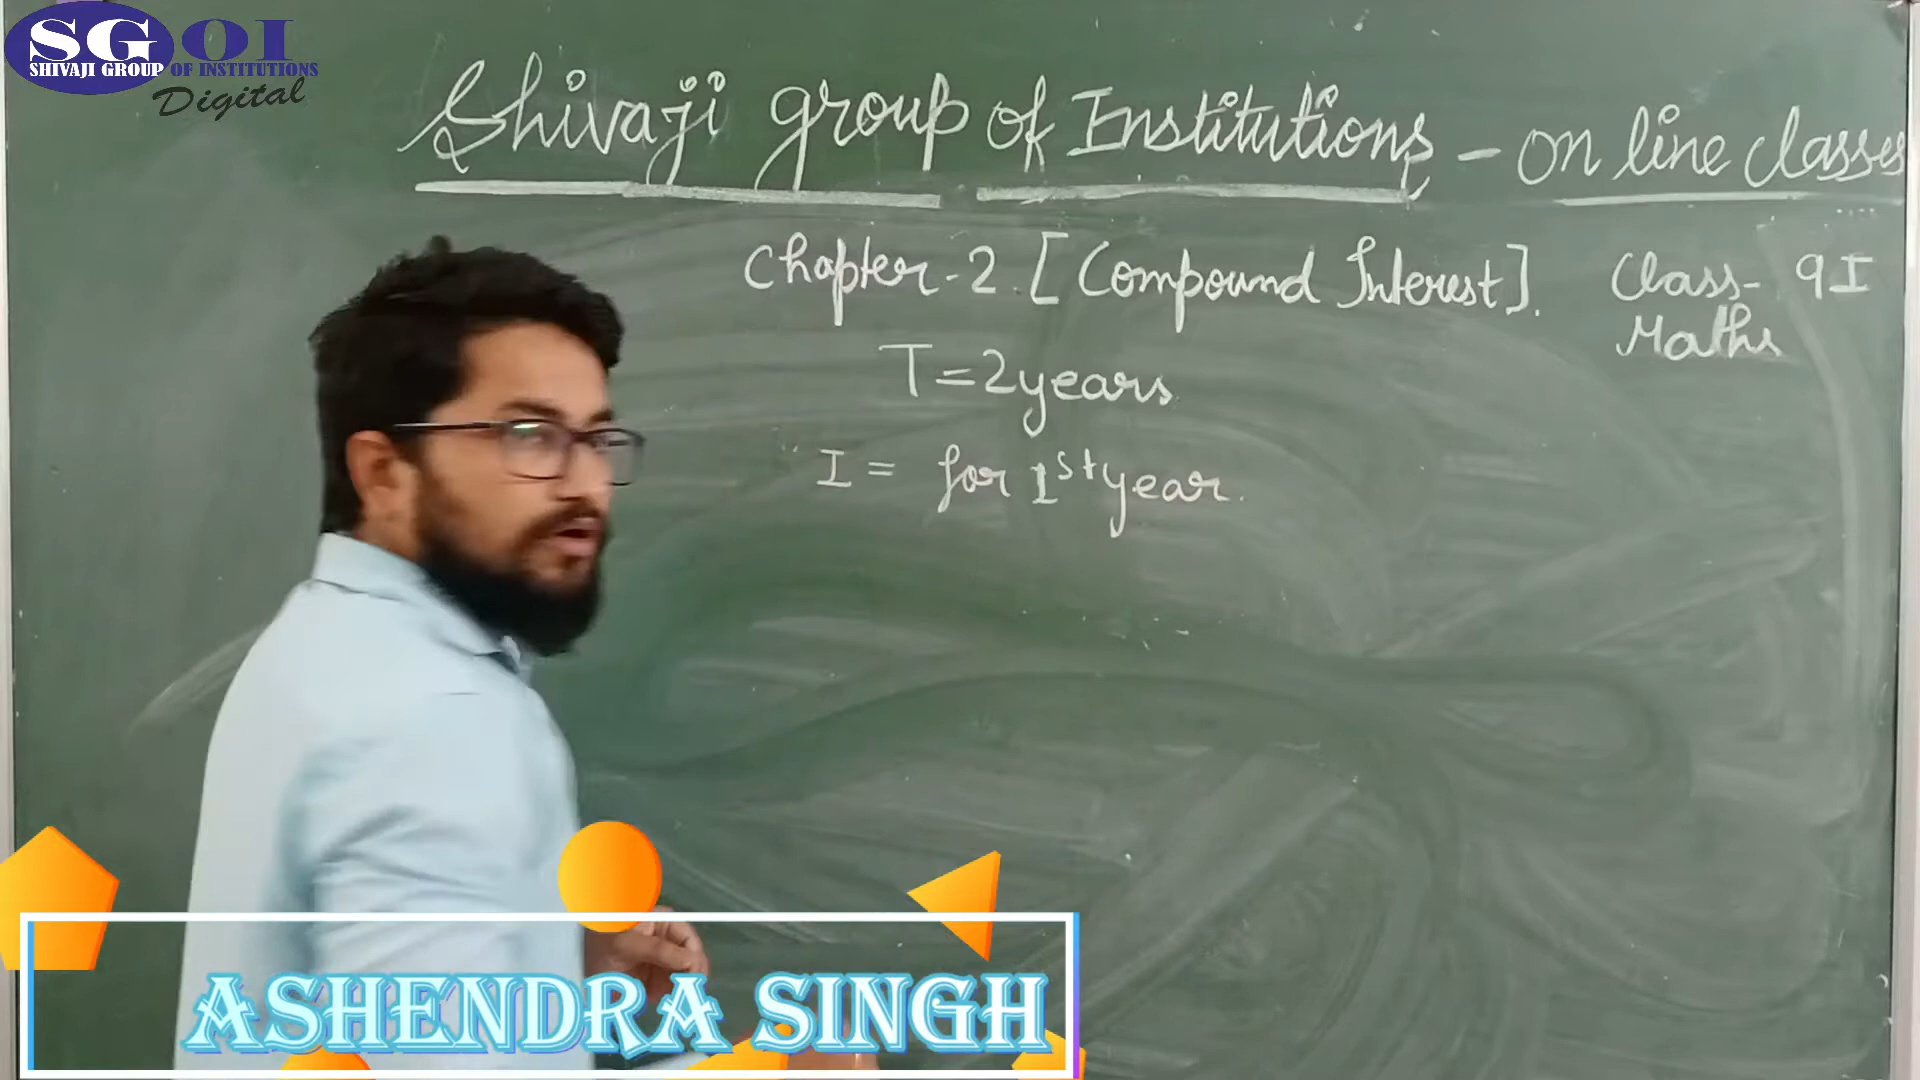 SGOI
SHIVAJI GROUP OF INSTITUTIONS
Digital
Shivaji group of Institutions - on line classes
Chapter-2. [Compound Interest]. Class- 9I
Maths
T=2years
I = for 1st year.
ASHENDRA SINGH